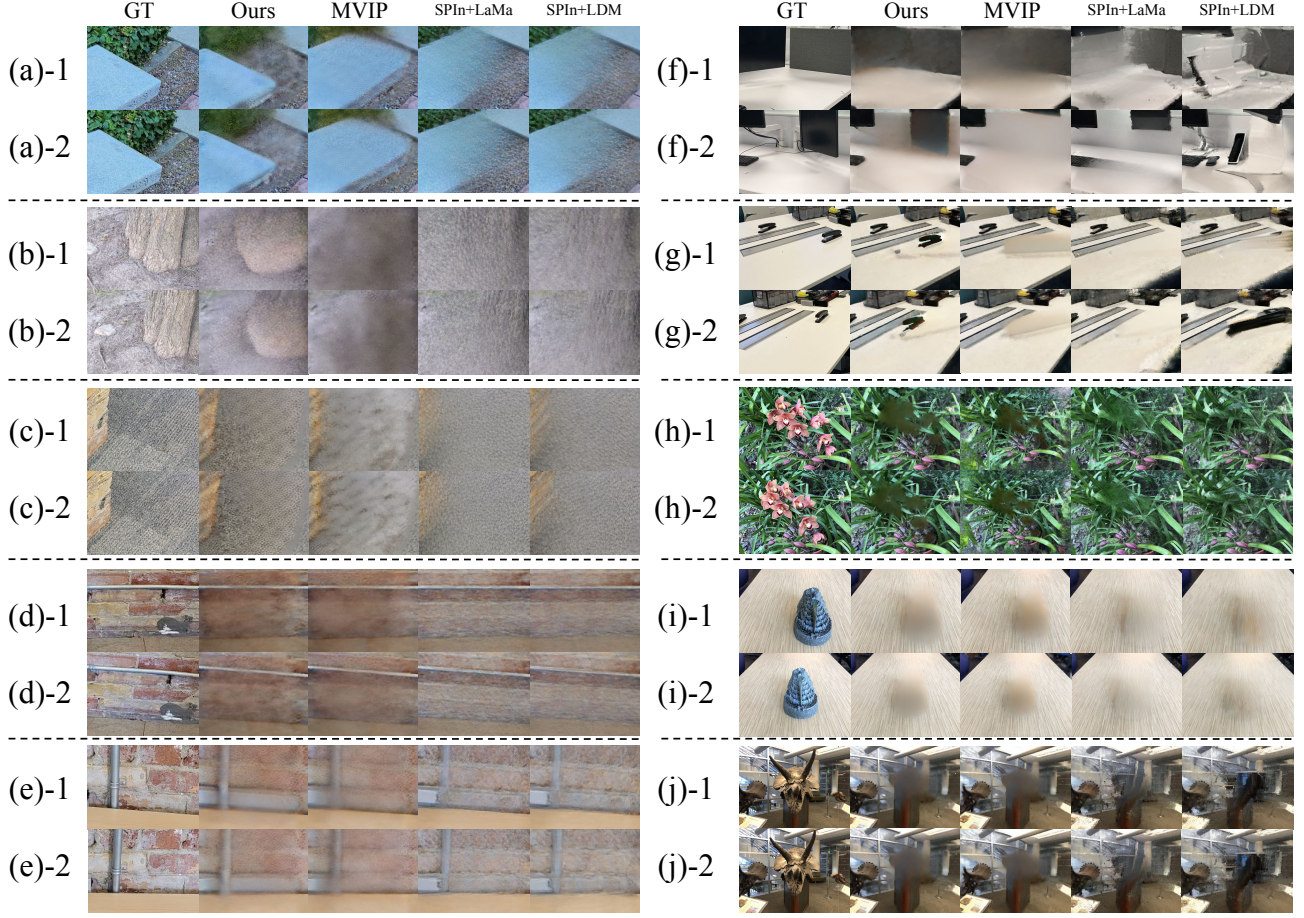 GT Ours MVIP SPIn+LaMa SPIn+LDM
(a)-1
(a)-2
(b)-1
(b)-2
(c)-1
(c)-2
(d)-1
(d)-2
(e)-1
(e)-2
GT Ours MVIP SPIn+LaMa SPIn+LDM
(f)-1
(f)-2
(g)-1
(g)-2
(h)-1
(h)-2
(i)-1
(i)-2
(j)-1
(j)-2